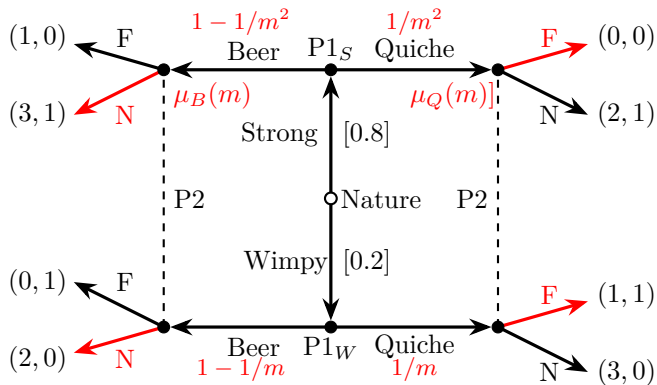 1 − 1/m² 1/m²
(1, 0) F Beer P1_S Quiche F (0, 0)
(3, 1) N μ_B(m) μ_Q(m)] N (2, 1)
Strong [0.8]
P2 Nature P2
Wimpy [0.2]
(0, 1) F F (1, 1)
(2, 0) N Beer P1_W Quiche N (3, 0)
1 − 1/m 1/m